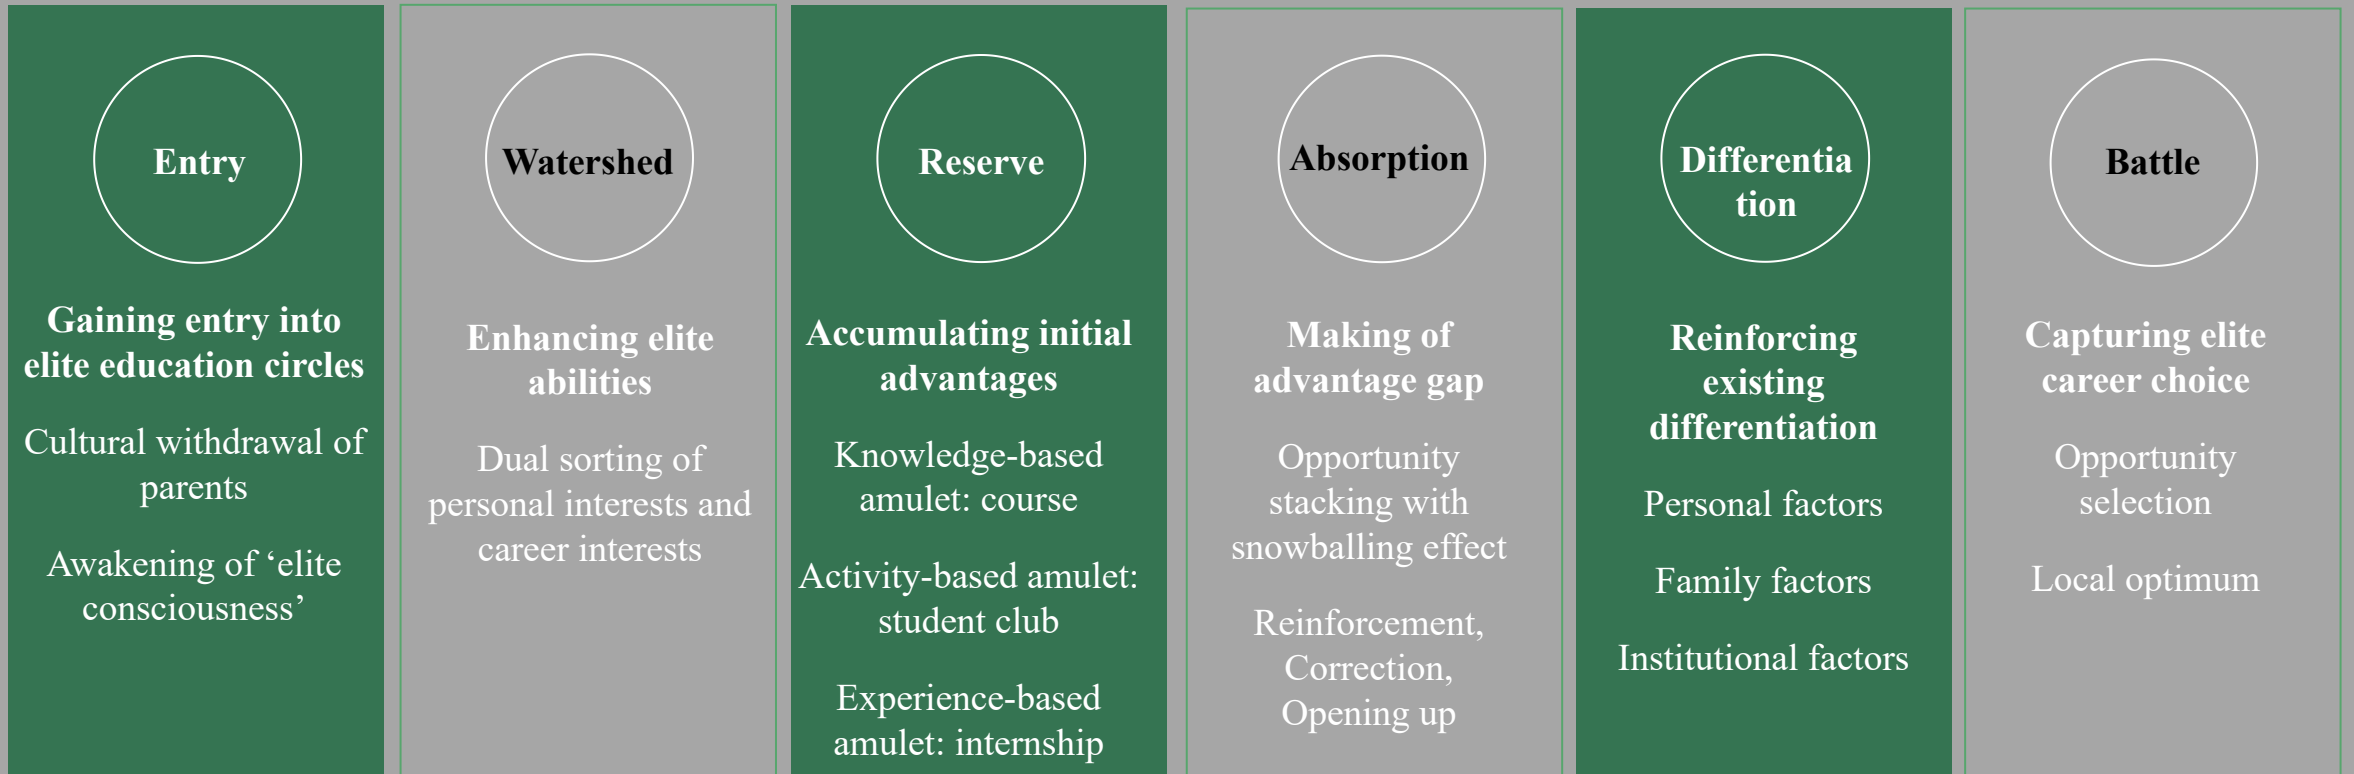 Entry
Gaining entry into
elite education circles
Cultural withdrawal of
parents
Awakening of ‘elite
consciousness’
Watershed
Enhancing elite
abilities
Dual sorting of
personal interests and
career interests
Reserve
Accumulating initial
advantages
Knowledge-based
amulet: course
Activity-based amulet:
student club
Experience-based
amulet: internship
Absorption
Making of
advantage gap
Opportunity
stacking with
snowballing effect
Reinforcement,
Correction,
Opening up
Differentia
tion
Reinforcing
existing
differentiation
Personal factors
Family factors
Institutional factors
Battle
Capturing elite
career choice
Opportunity
selection
Local optimum